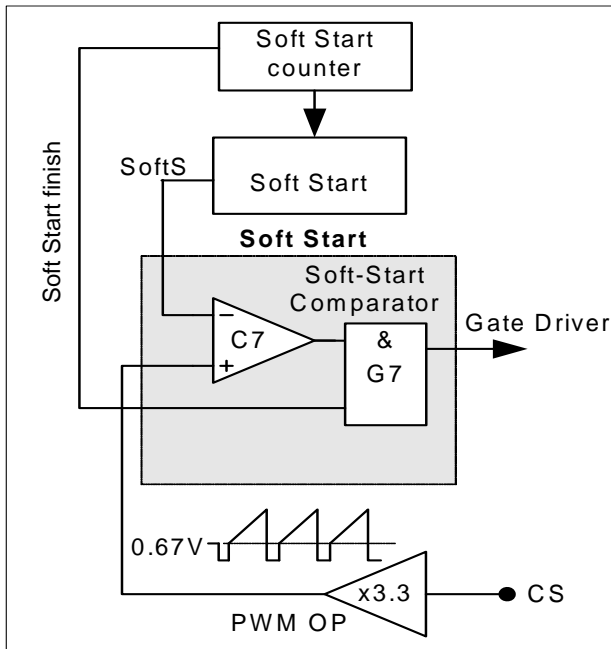 Soft Start
counter
SoftS
Soft Start
Soft Start finish
Soft Start
Soft-Start
Comparator
Gate Driver
−
C7
+
&
G7
0.67V
x3.3
CS
PWM OP